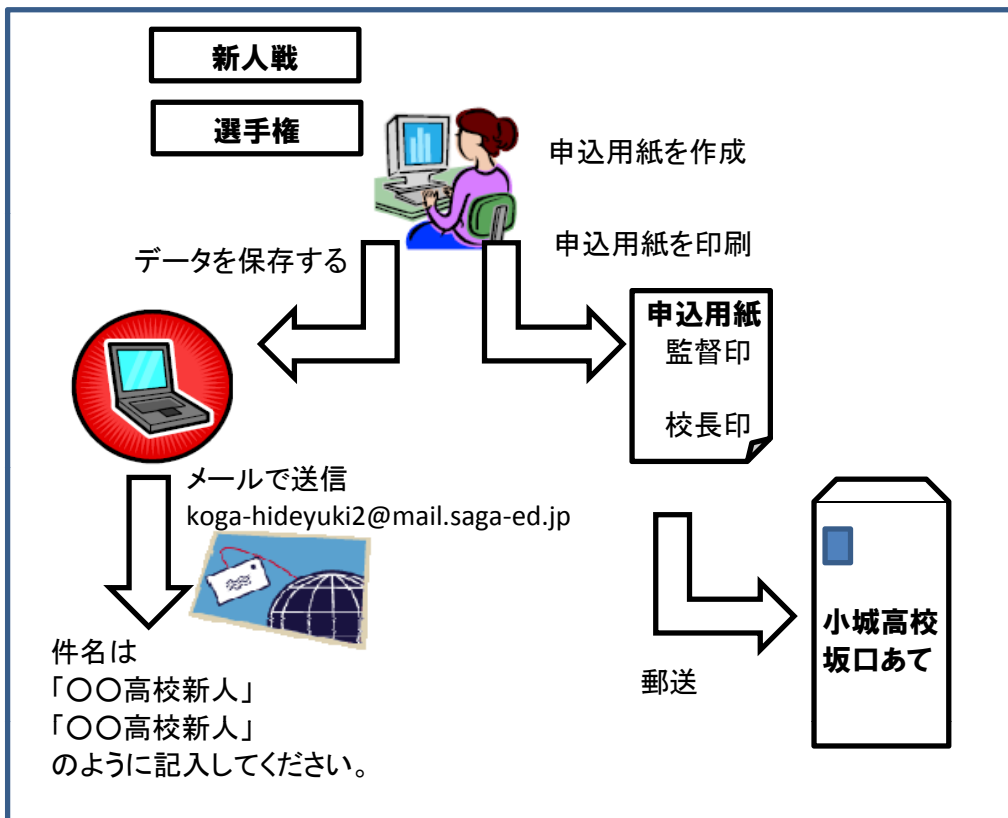 新人戦
選手権
申込用紙を作成
申込用紙を印刷
データを保存する
申込用紙
監督印
校長印
メールで送信
koga-hideyuki2@mail.saga-ed.jp
件名は
「〇〇高校新人」
「〇〇高校新人」
のように記入してください。
郵送
小城高校
坂口あて